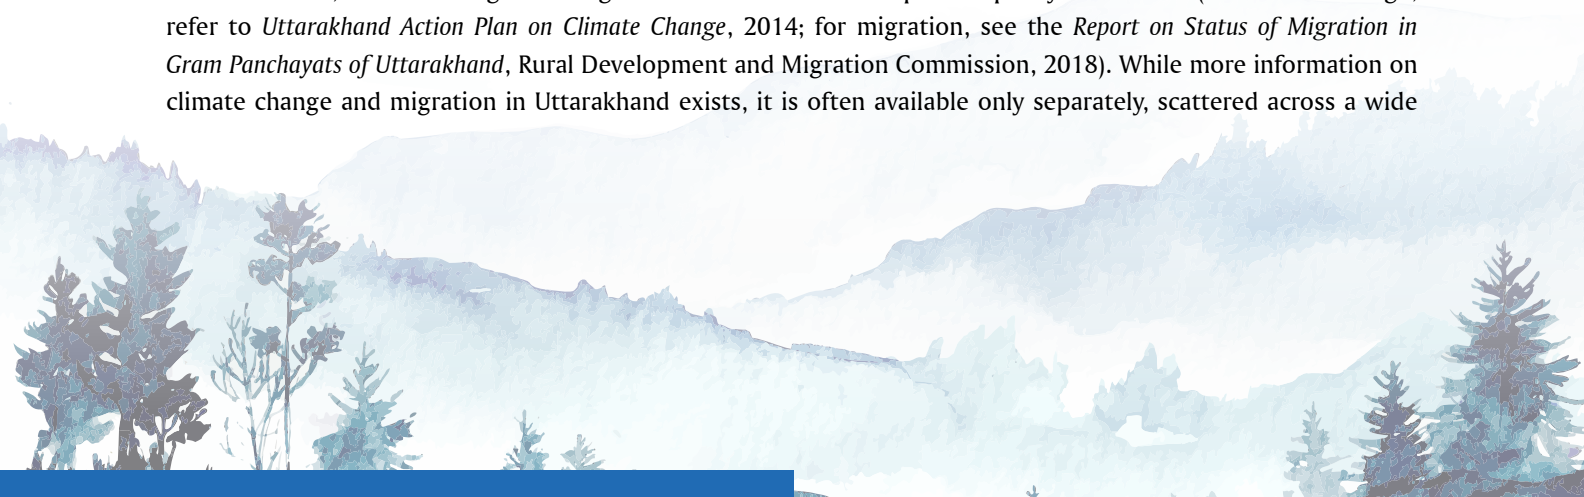 refer to Uttarakhand Action Plan on Climate Change, 2014; for migration, see the Report on Status of Migration in
Gram Panchayats of Uttarakhand, Rural Development and Migration Commission, 2018). While more information on
climate change and migration in Uttarakhand exists, it is often available only separately, scattered across a wide